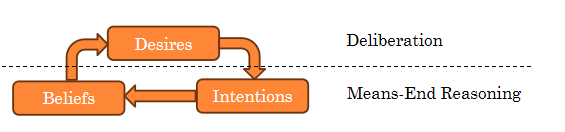 Desires
Deliberation
Beliefs
Intentions
Means-End Reasoning